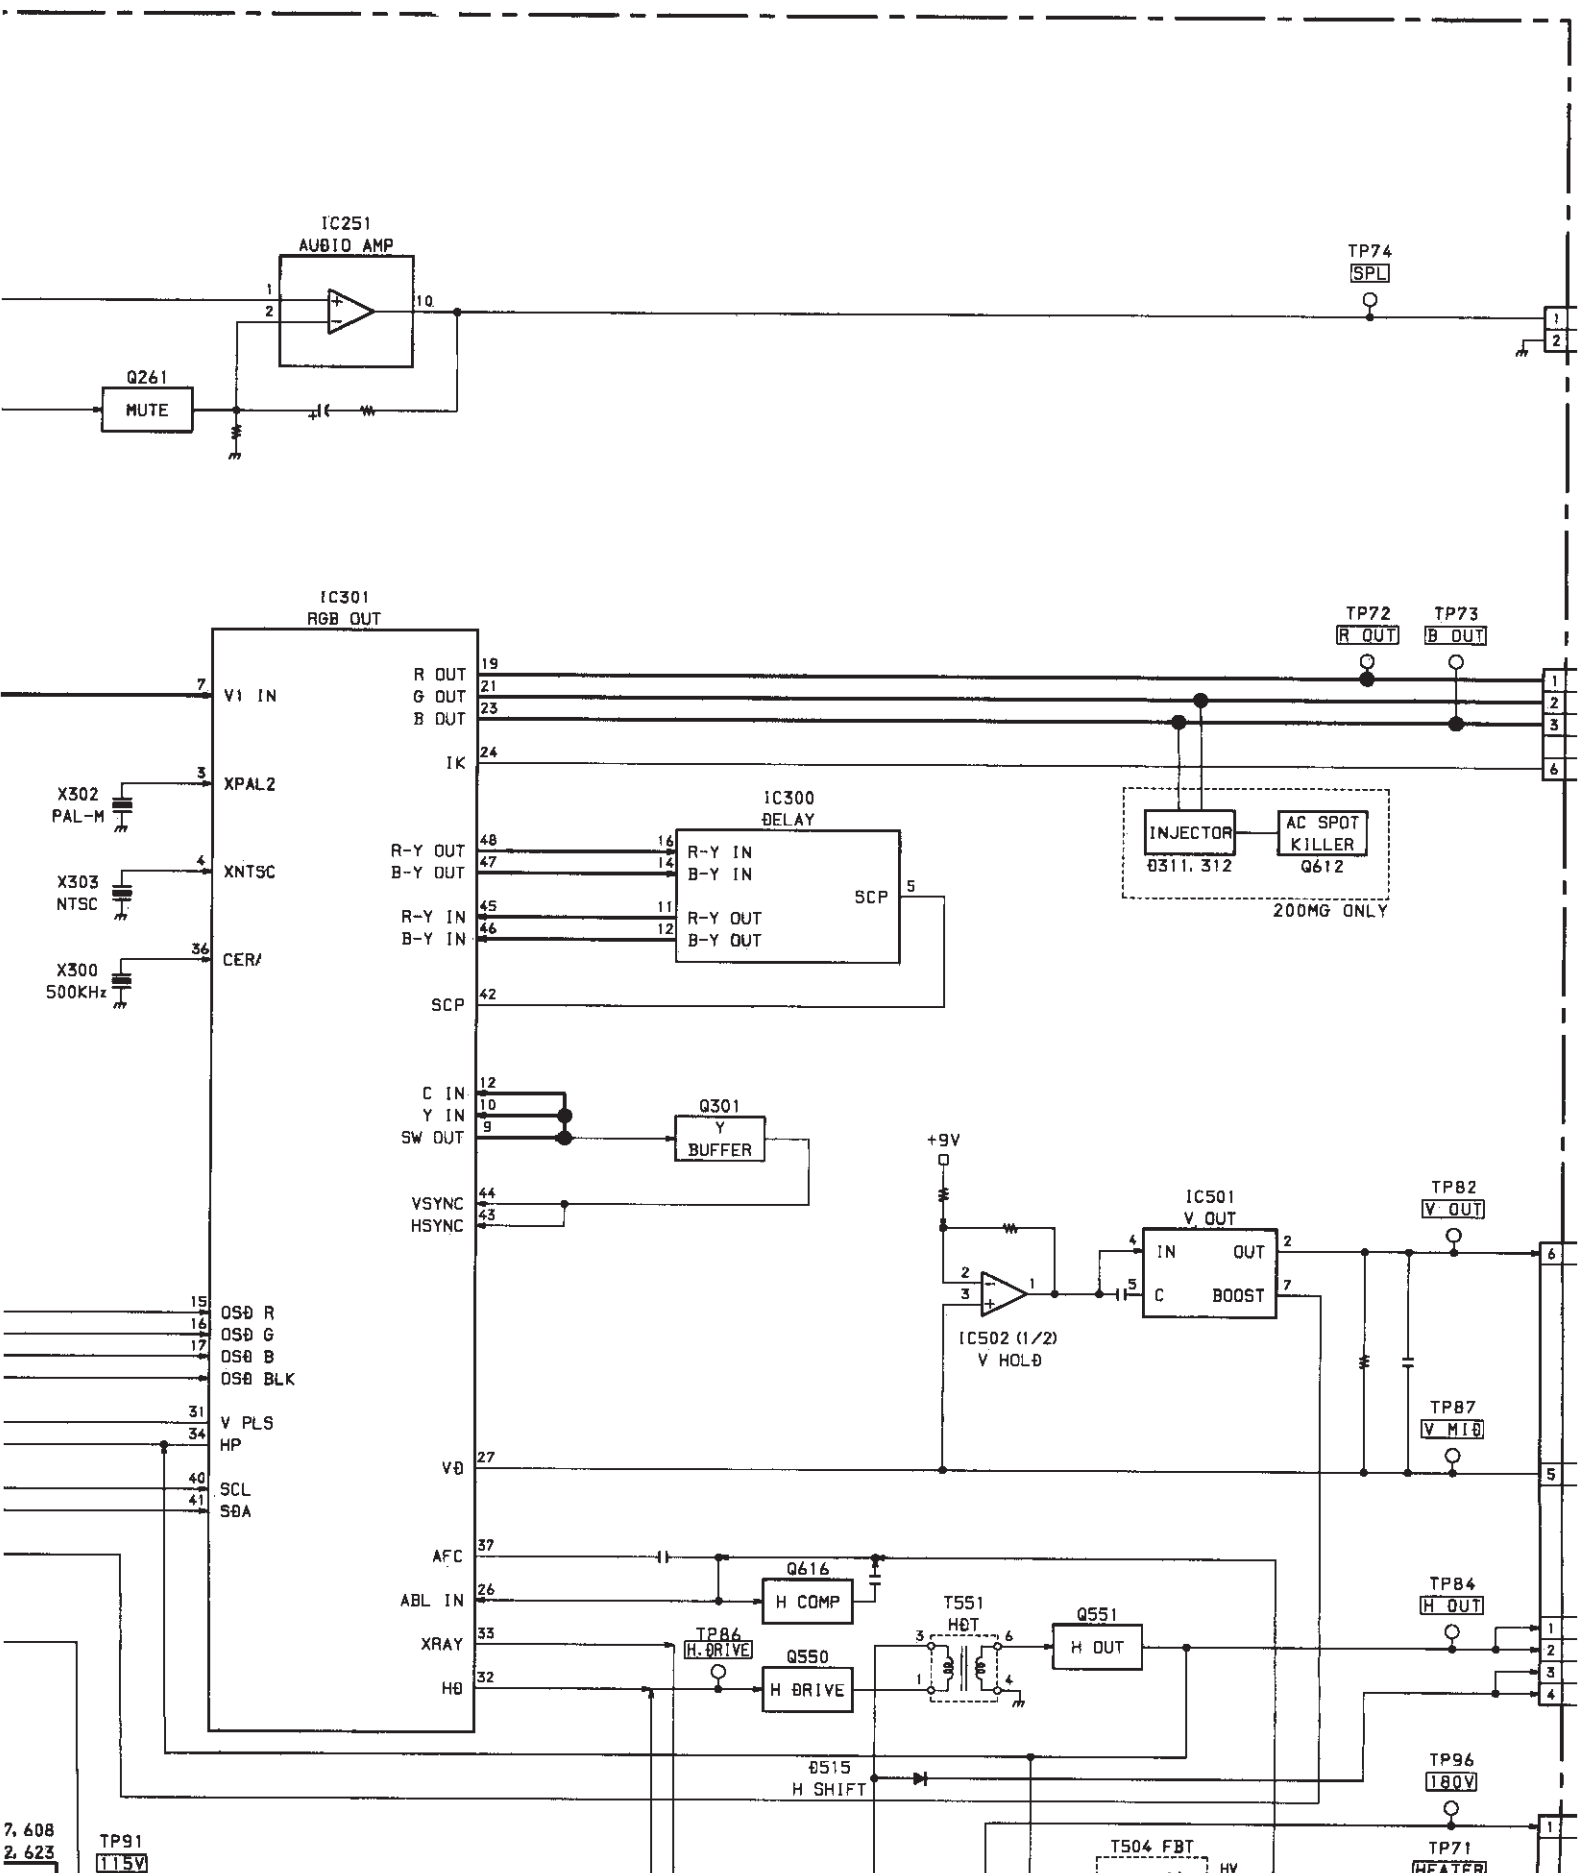 IC251
AUBIO AMP
1
2
10
TP74
SPL
1
2
Q261
MUTE
IC301
RGB OUT
TP72
R OUT
TP73
B OUT
7
V1 IN
R OUT
19
G OUT
21
B OUT
23
IK
24
1
2
3
6
3
XPAL2
X302
PAL-M
4
XNTSC
X303
NTSC
36
X300
500KHz
R-Y OUT
48
B-Y OUT
47
R-Y IN
45
B-Y IN
46
SCP
42
IC300
DELAY
16
R-Y IN
14
B-Y IN
11
R-Y OUT
12
B-Y OUT
SCP
5
INJECTOR
AC SPOT
KILLER
D311, 312
Q612
200MG ONLY
C IN
12
Y IN
10
SW OUT
9
Q301
Y
BUFFER
VSYNC
44
HSYNC
43
+9V
2
3
1
IC502 (1/2)
V HOLD
IC501
V OUT
4
IN
OUT
2
5
C
BOOST
7
TP82
V OUT
6
TP87
V MID
5
15
OSD R
16
OSD G
17
OSD B
OSD BLK
31
V PLS
34
HP
40
SCL
41
SDA
VD
27
AFC
37
ABL IN
26
XRAY
33
HD
32
Q616
H COMP
TP86
H.DRIVE
Q550
H DRIVE
T551
HDT
3
6
1
4
Q551
H OUT
TP84
H OUT
1
2
3
4
D515
H SHIFT
TP96
180V
1
7, 608
2, 623
TP91
115V
T504 FBT
HV
TP71
HEATER